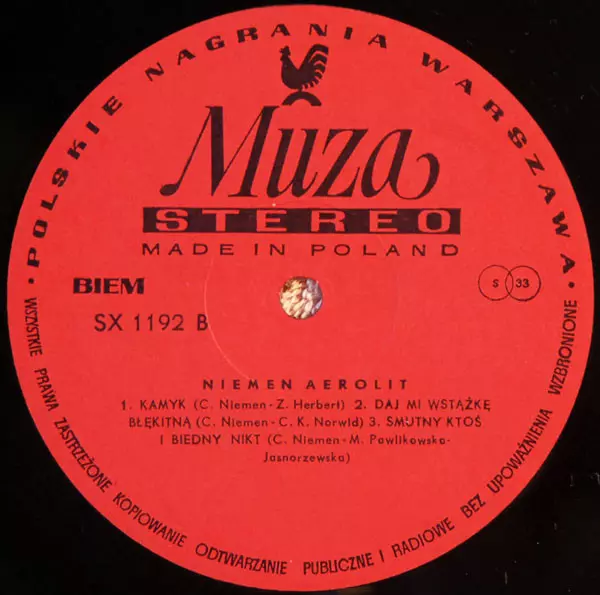 • POLSKIE NAGRANIA WARSZAWA •
Muza
STEREO
MADE IN POLAND
BIEM
S 33
SX 1192 B
NIEMEN AEROLIT
1. KAMYK (C. Niemen - Z. Herbert) 2. DAJ MI WSTĄŻKĘ
BŁĘKITNĄ (C. Niemen - C. K. Norwid) 3. SMUTNY KTOŚ
I BIEDNY NIKT (C. Niemen - M. Pawlikowska-
Jasnorzewska)
WSZYSTKIE PRAWA ZASTRZEŻONE KOPIOWANIE ODTWARZANIE PUBLICZNE I RADIOWE BEZ UPOWAŻNIENIA WZBRONIONE